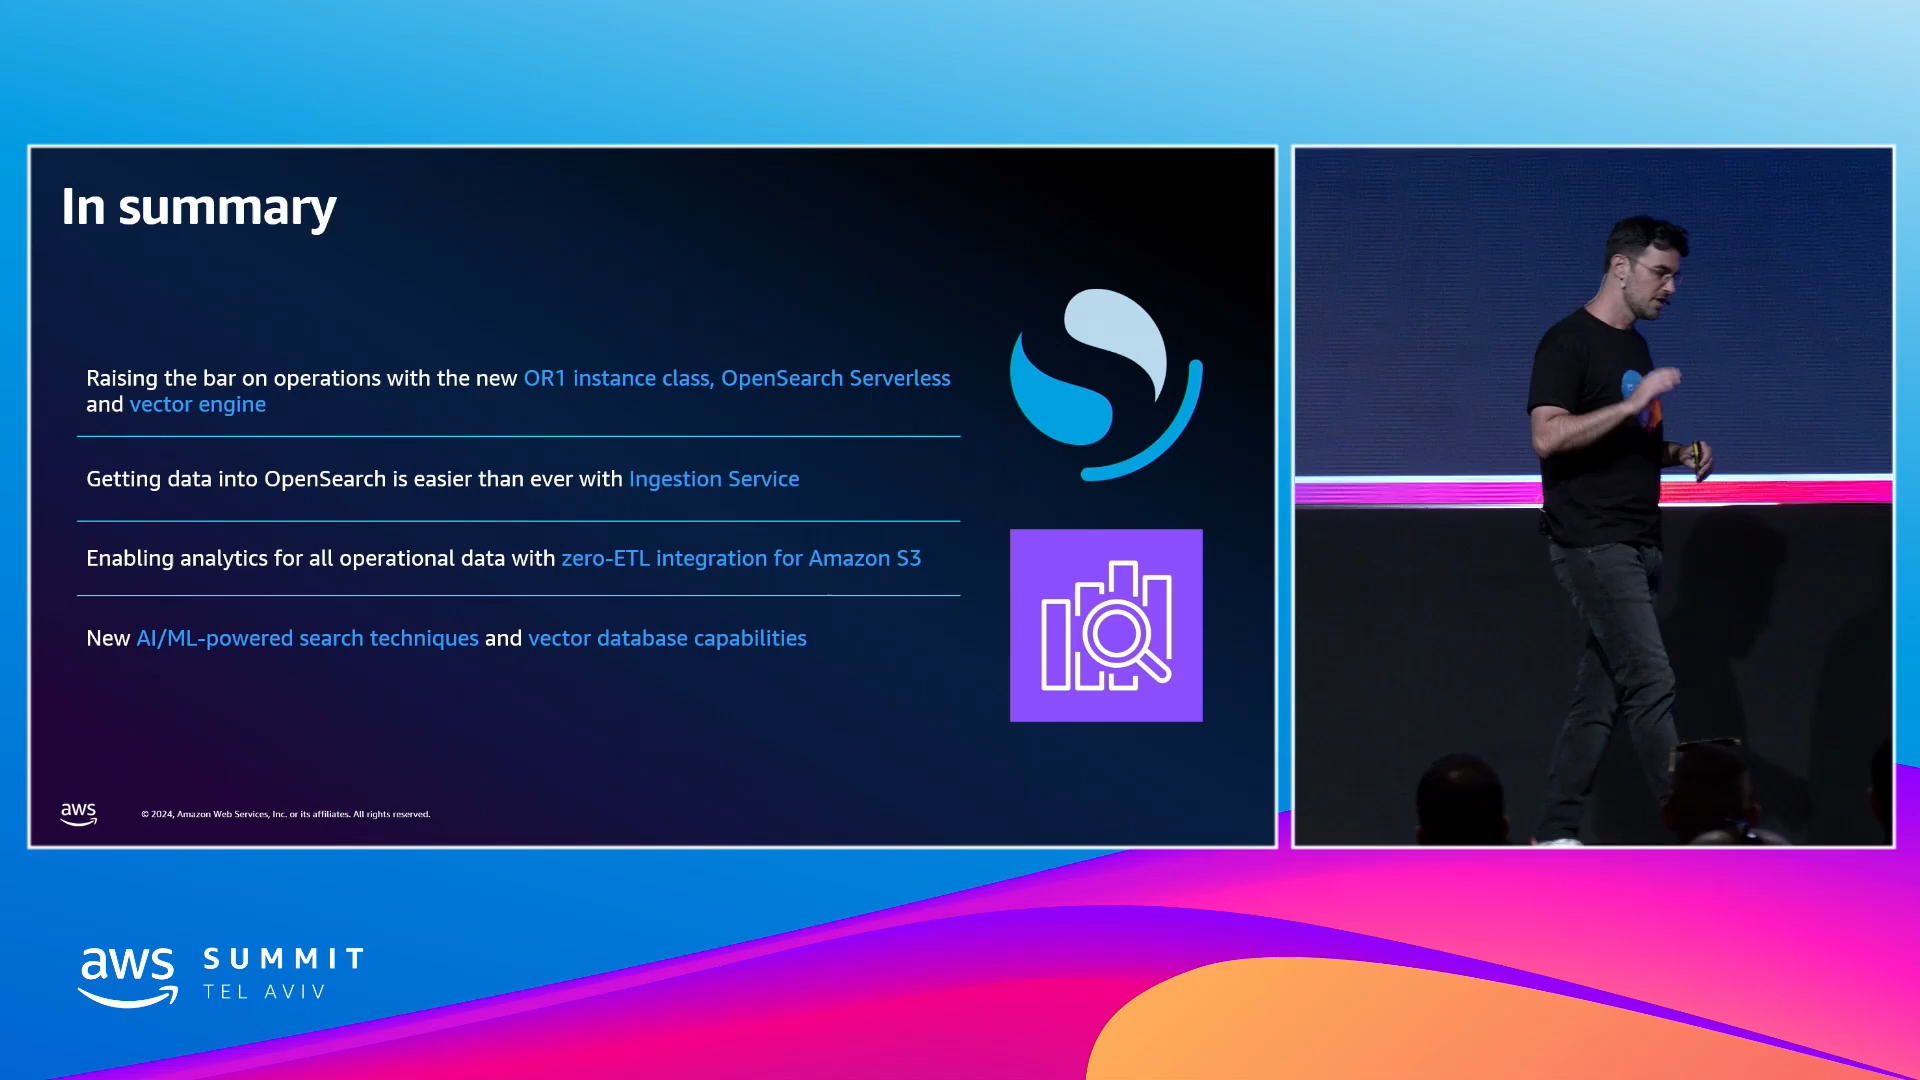 In summary
Raising the bar on operations with the new OR1 instance class, OpenSearch Serverless
and vector engine
Getting data into OpenSearch is easier than ever with Ingestion Service
Enabling analytics for all operational data with zero-ETL integration for Amazon S3
New AI/ML-powered search techniques and vector database capabilities
aws
© 2024, Amazon Web Services, Inc. or its affiliates. All rights reserved.
aws SUMMIT
TEL AVIV